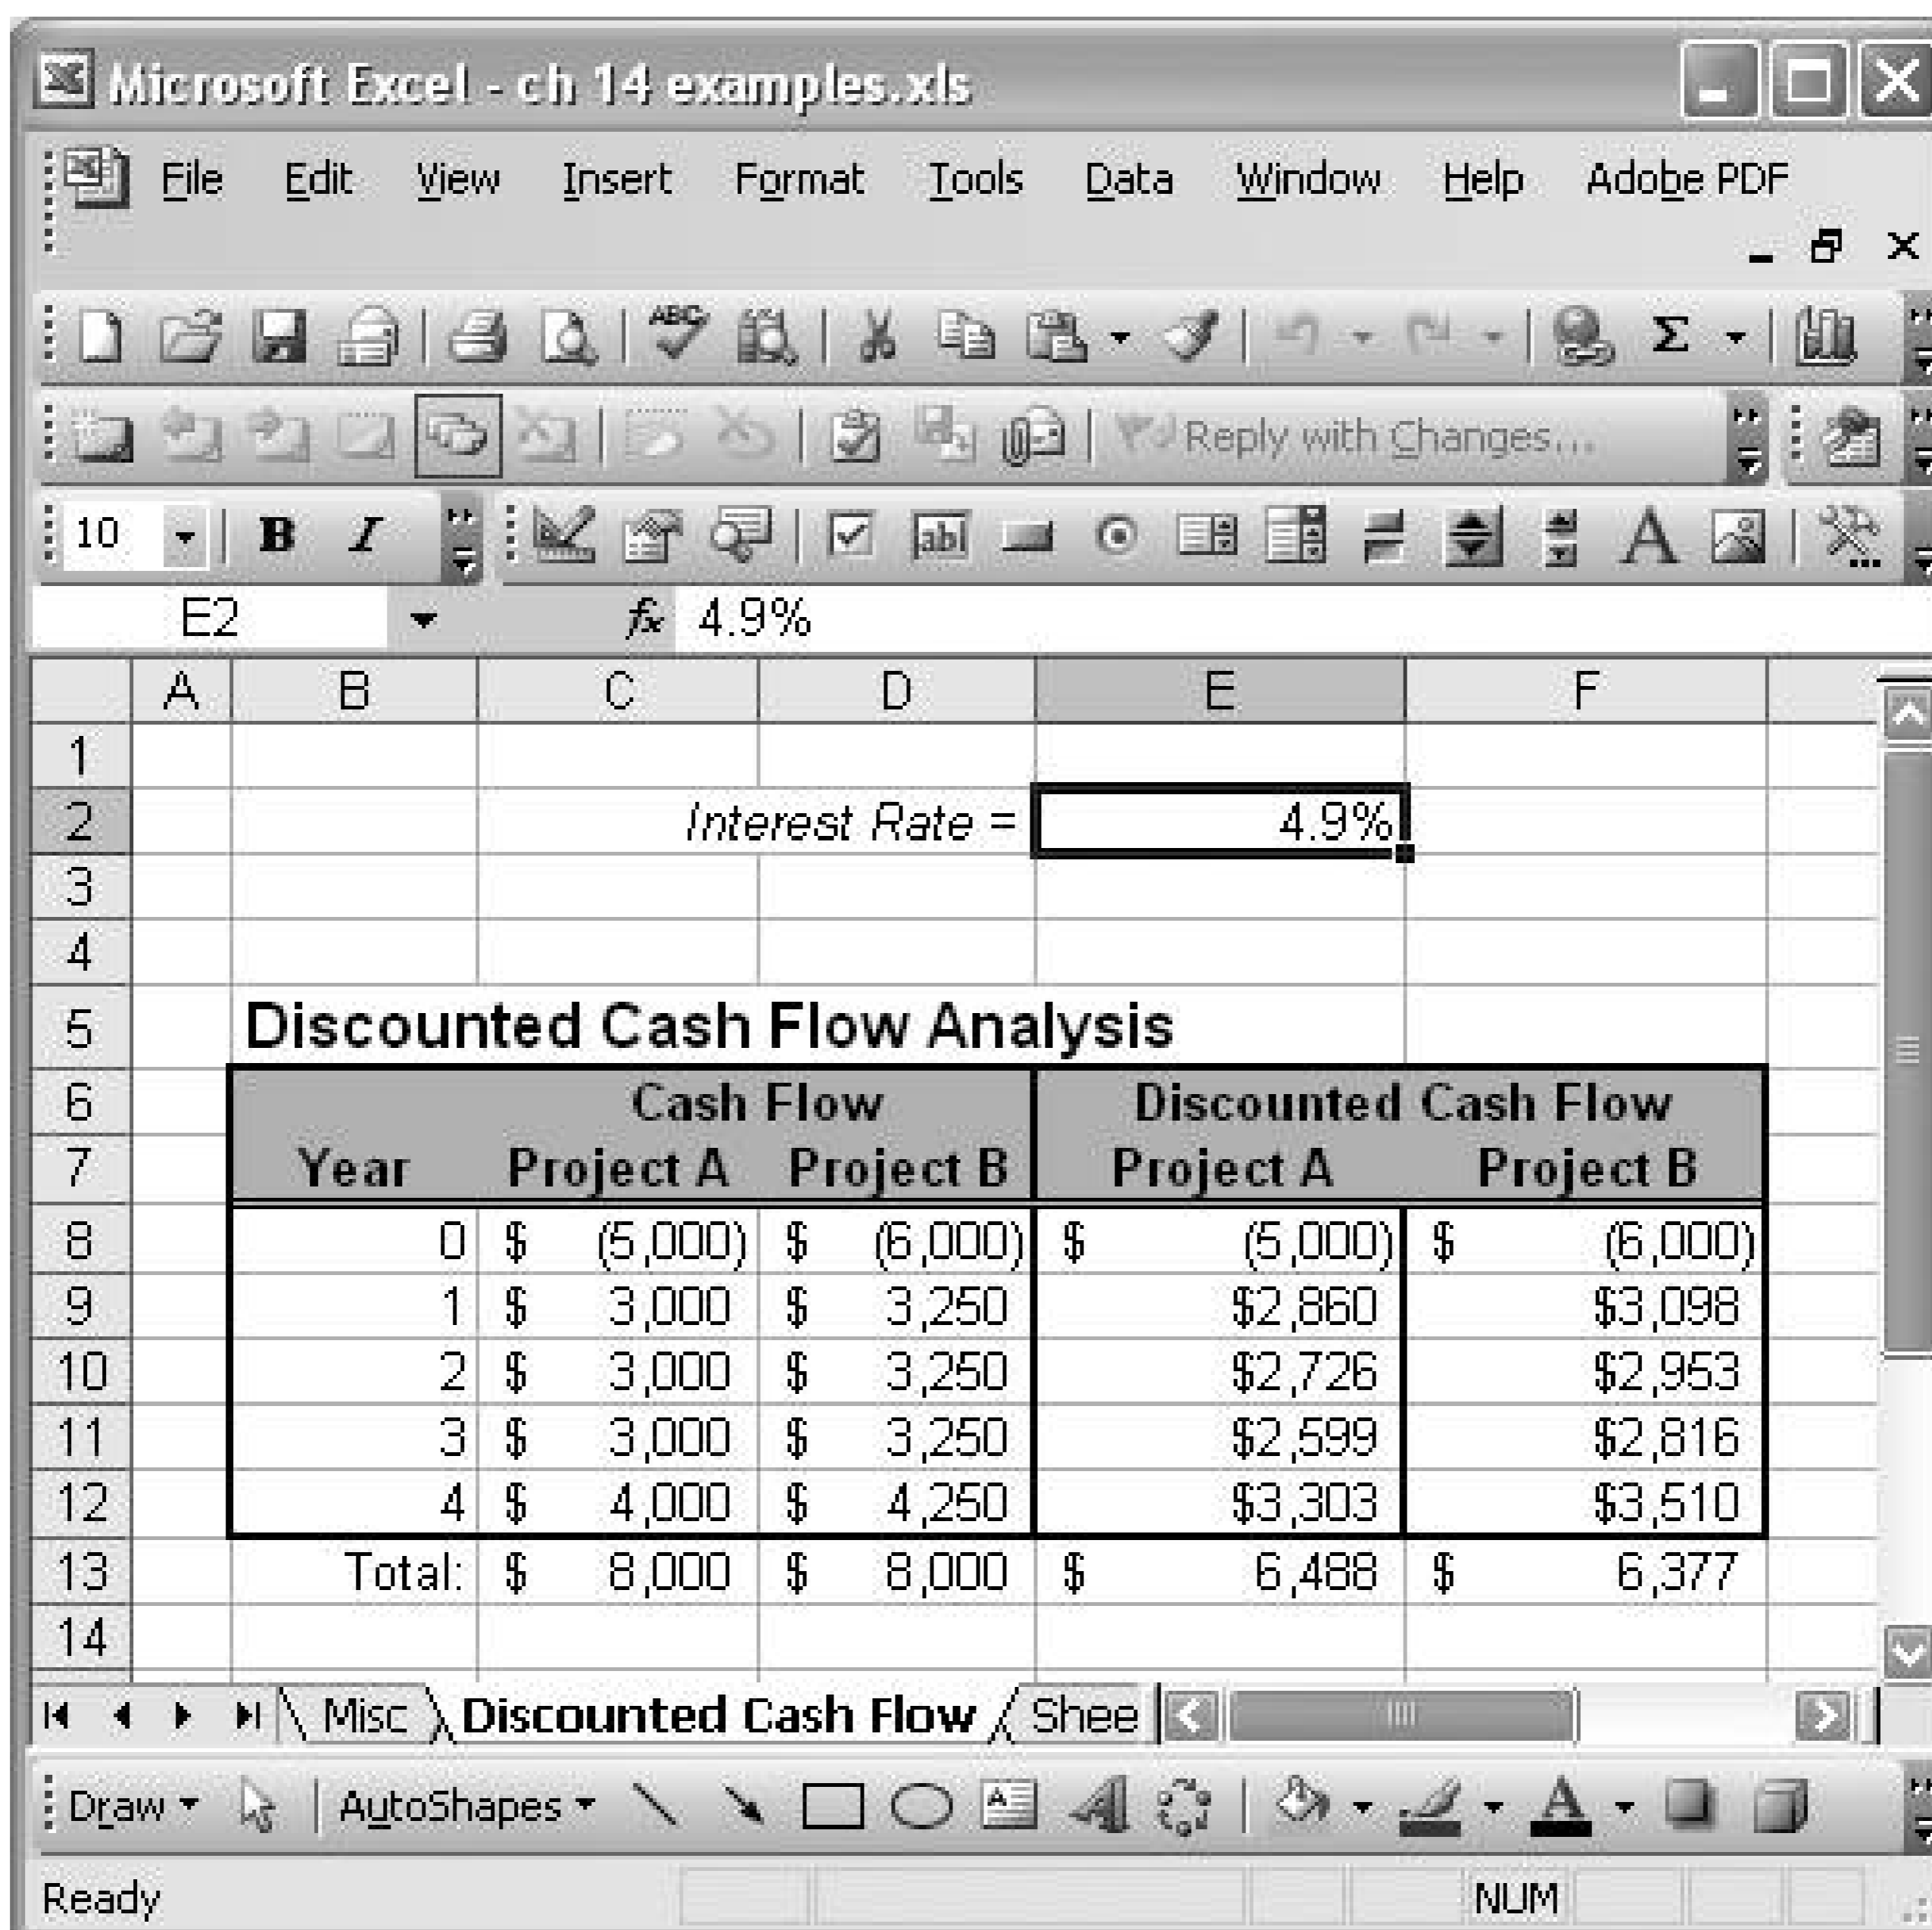 Microsoft Excel - ch 14 examples.xls
File Edit View Insert Format Tools Data Window Help Adobe PDF
ABC Σ
Reply with Changes...
10 B I ab A
E2 fx 4.9%
A B C D E F
1
2 Interest Rate = 4.9%
3
4
5 Discounted Cash Flow Analysis
6 Cash Flow Discounted Cash Flow
7 Year Project A Project B Project A Project B
8 0 $ (5,000) $ (6,000) $ (5,000) $ (6,000)
9 1 $ 3,000 $ 3,250 $2,860 $3,098
10 2 $ 3,000 $ 3,250 $2,726 $2,953
11 3 $ 3,000 $ 3,250 $2,599 $2,816
12 4 $ 4,000 $ 4,250 $3,303 $3,510
13 Total: $ 8,000 $ 8,000 $ 6,488 $ 6,377
14
Misc Discounted Cash Flow Shee
Draw AutoShapes A A A
Ready NUM